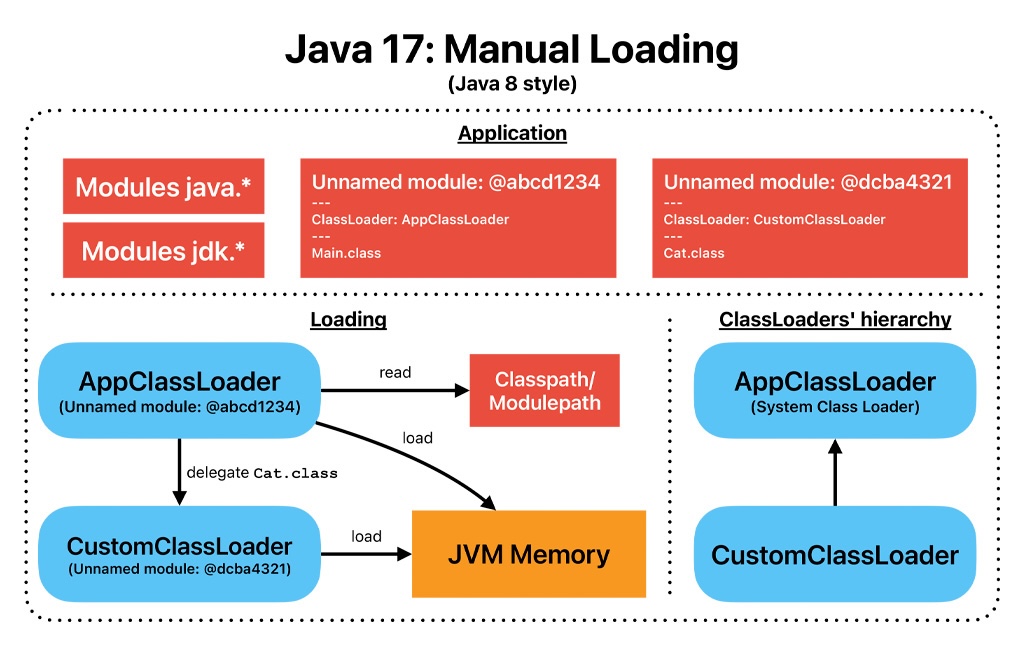 Java 17: Manual Loading
(Java 8 style)
Application
Modules java.*
Modules jdk.*
Unnamed module: @abcd1234
---
ClassLoader: AppClassLoader
---
Main.class
Unnamed module: @dcba4321
---
ClassLoader: CustomClassLoader
---
Cat.class
Loading
AppClassLoader
(Unnamed module: @abcd1234)
read
Classpath/
Modulepath
load
delegate Cat.class
CustomClassLoader
(Unnamed module: @dcba4321)
load
JVM Memory
ClassLoaders' hierarchy
AppClassLoader
(System Class Loader)
CustomClassLoader